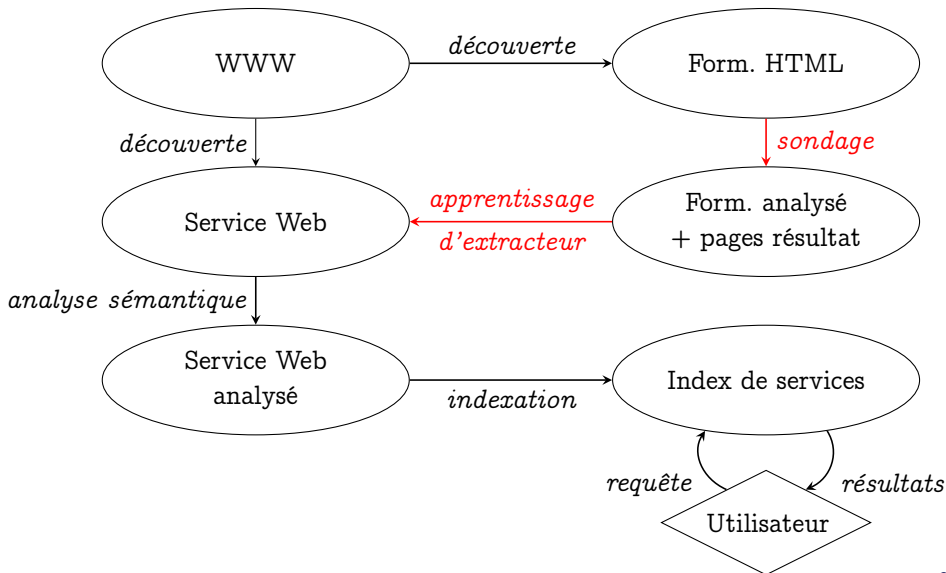 WWW
découverte
Form. HTML
découverte
sondage
Service Web
apprentissage
d'extracteur
Form. analysé
+ pages résultat
analyse sémantique
Service Web
analysé
indexation
Index de services
requête
résultats
Utilisateur